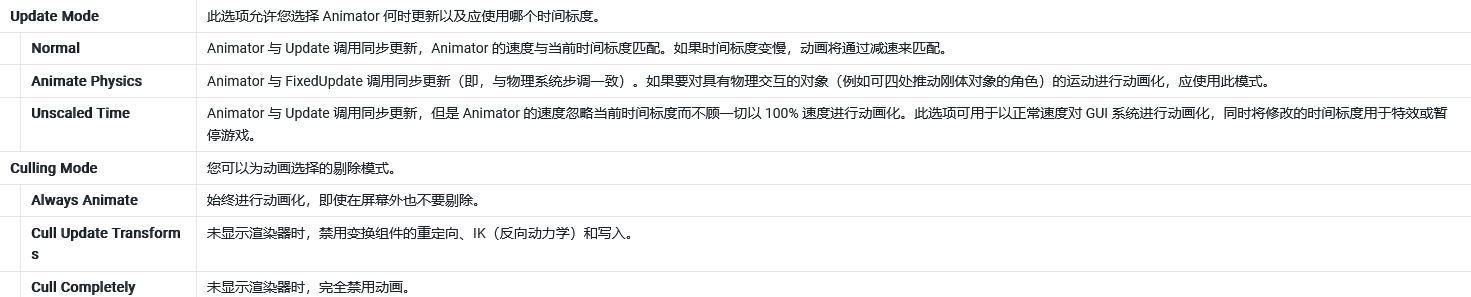 Update Mode 此选项允许您选择 Animator 何时更新以及应使用哪个时间标度。
Normal Animator 与 Update 调用同步更新，Animator 的速度与当前时间标度匹配。如果时间标度变慢，动画将通过减速来匹配。
Animate Physics Animator 与 FixedUpdate 调用同步更新（即，与物理系统步调一致）。如果要对具有物理交互的对象（例如可四处推动刚体对象的角色）的运动进行动画化，应使用此模式。
Unscaled Time Animator 与 Update 调用同步更新，但是 Animator 的速度忽略当前时间标度而不顾一切以 100% 速度进行动画化。此选项可用于以正常速度对 GUI 系统进行动画化，同时将修改的时间标度用于特效或暂
停游戏。
Culling Mode 您可以为动画选择的剔除模式。
Always Animate 始终进行动画化，即使在屏幕外也不要剔除。
Cull Update Transform 未显示渲染器时，禁用变换组件的重定向、IK（反向动力学）和写入。
s
Cull Completely 未显示渲染器时，完全禁用动画。